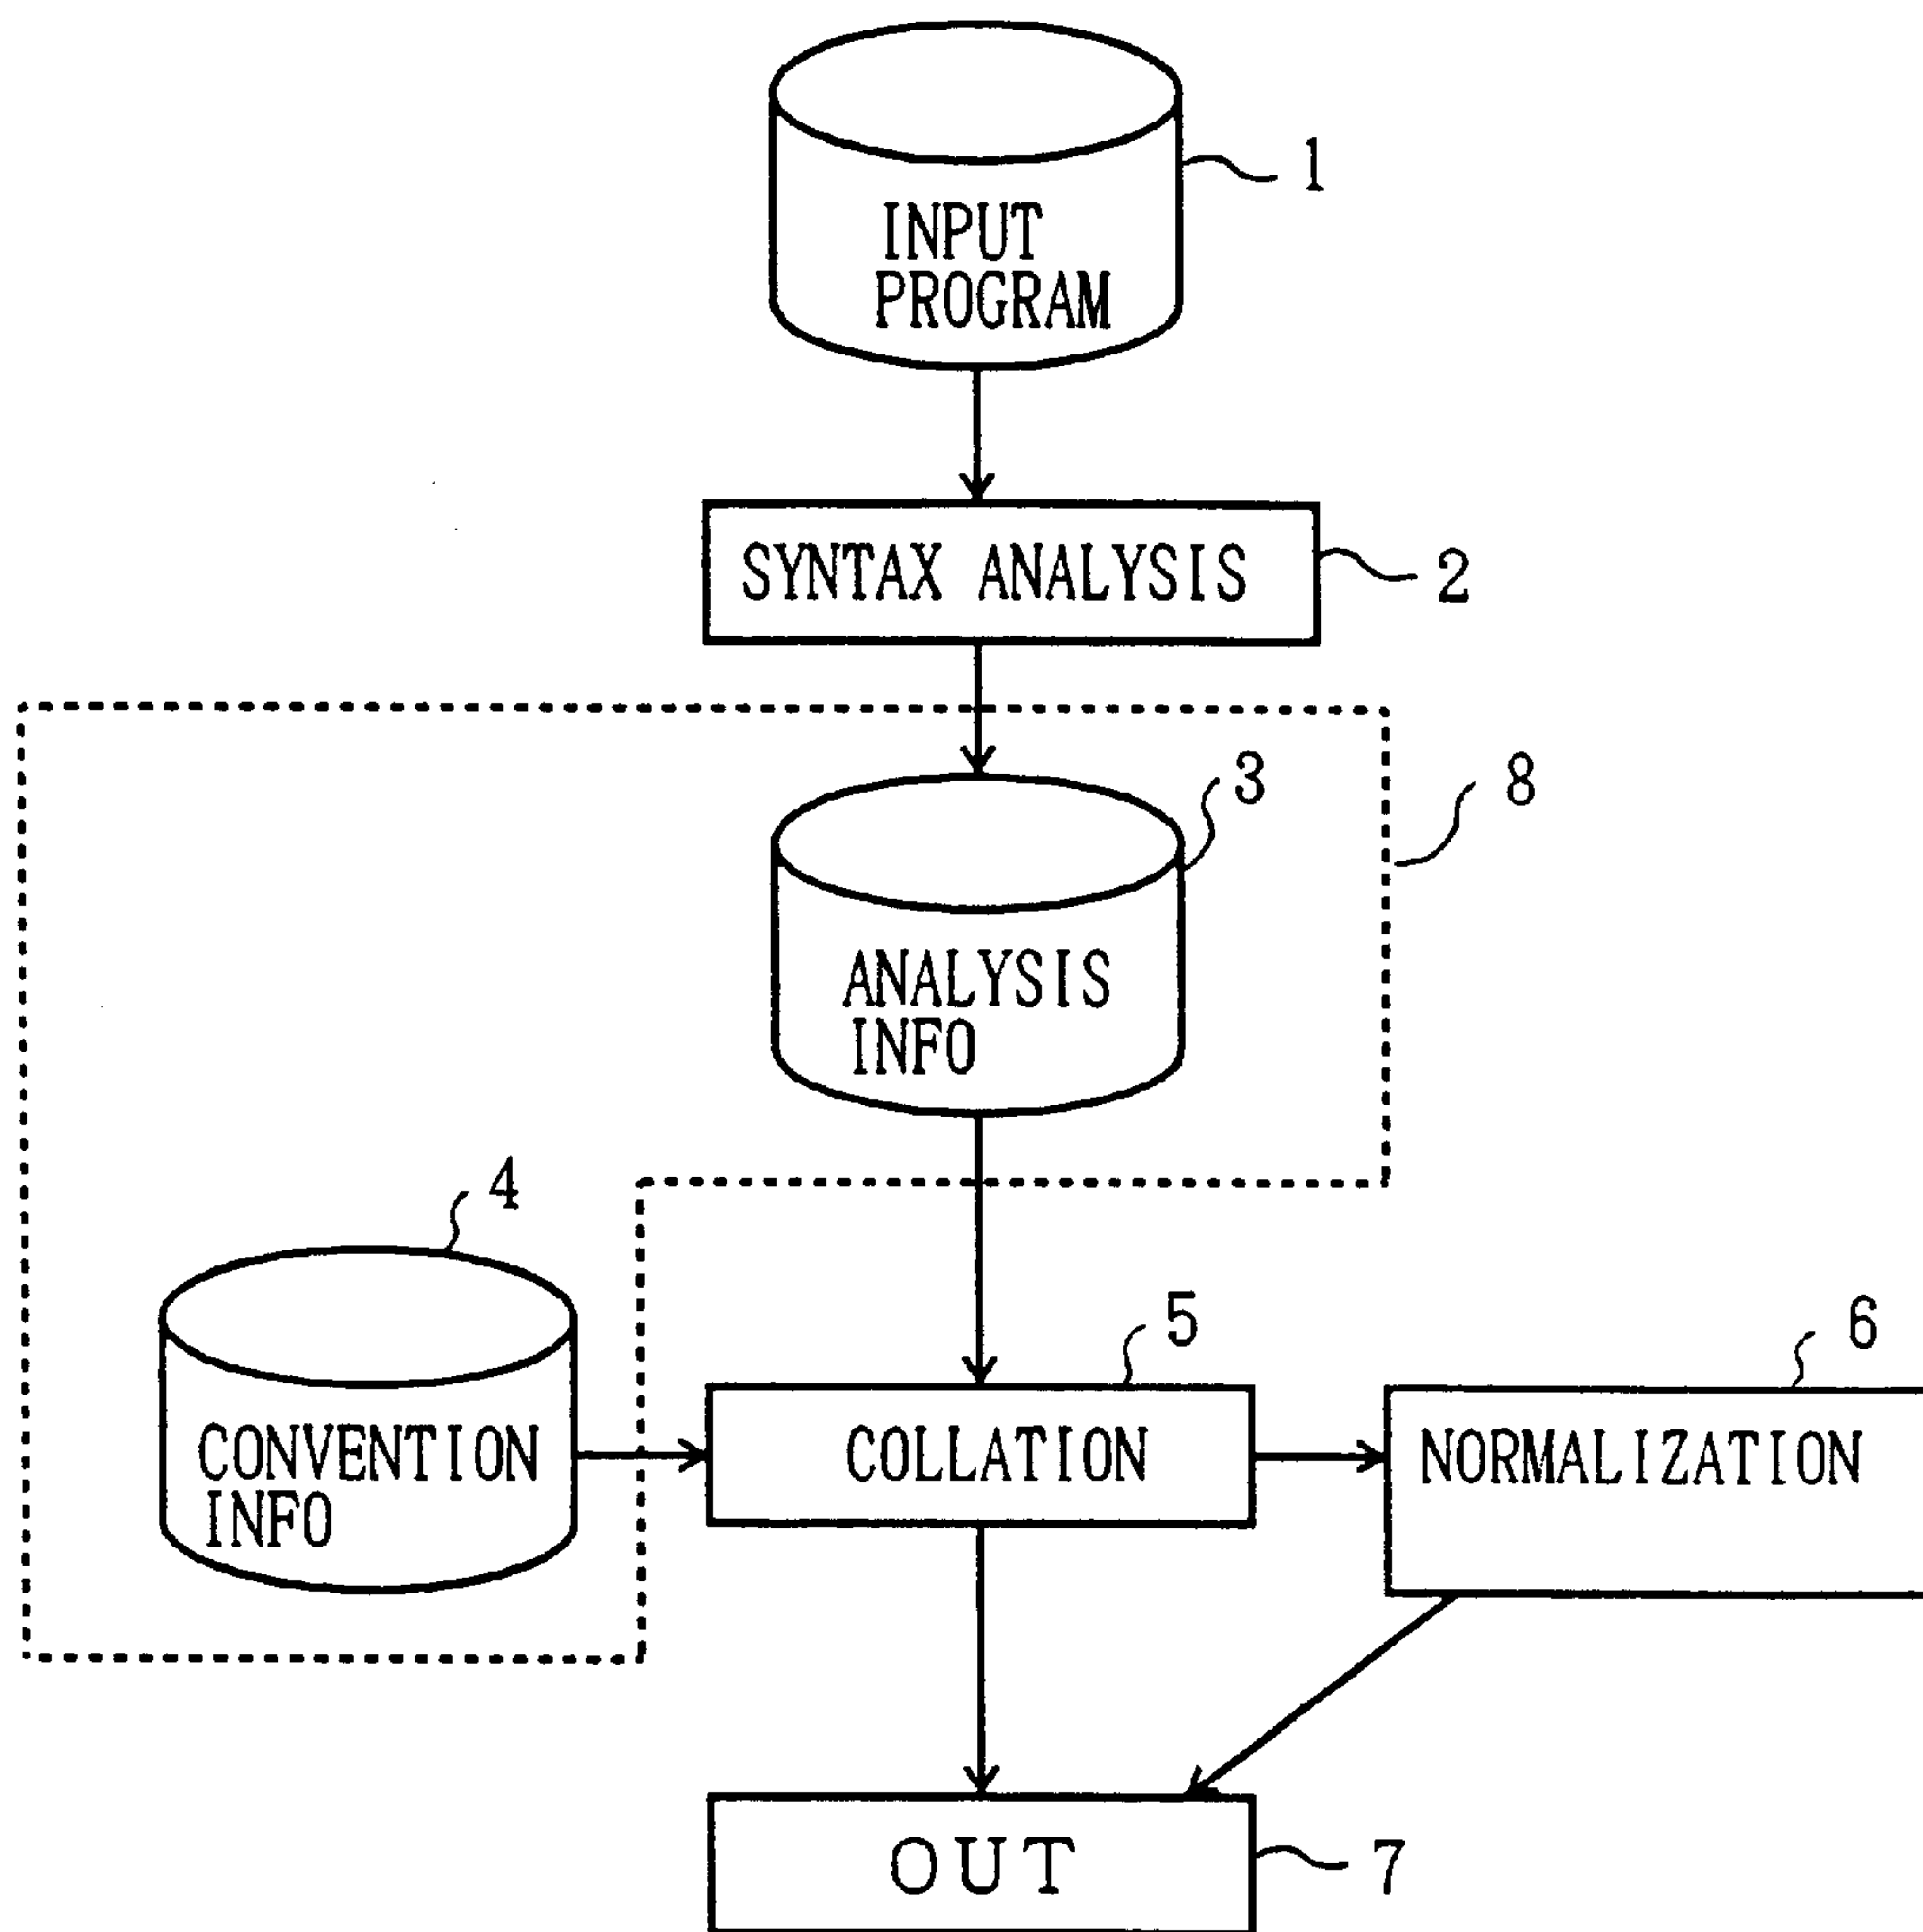 1
INPUT
PROGRAM
SYNTAX ANALYSIS
2
3
8
ANALYSIS
INFO
4
5
6
CONVENTION
INFO
COLLATION
NORMALIZATION
OUT
7